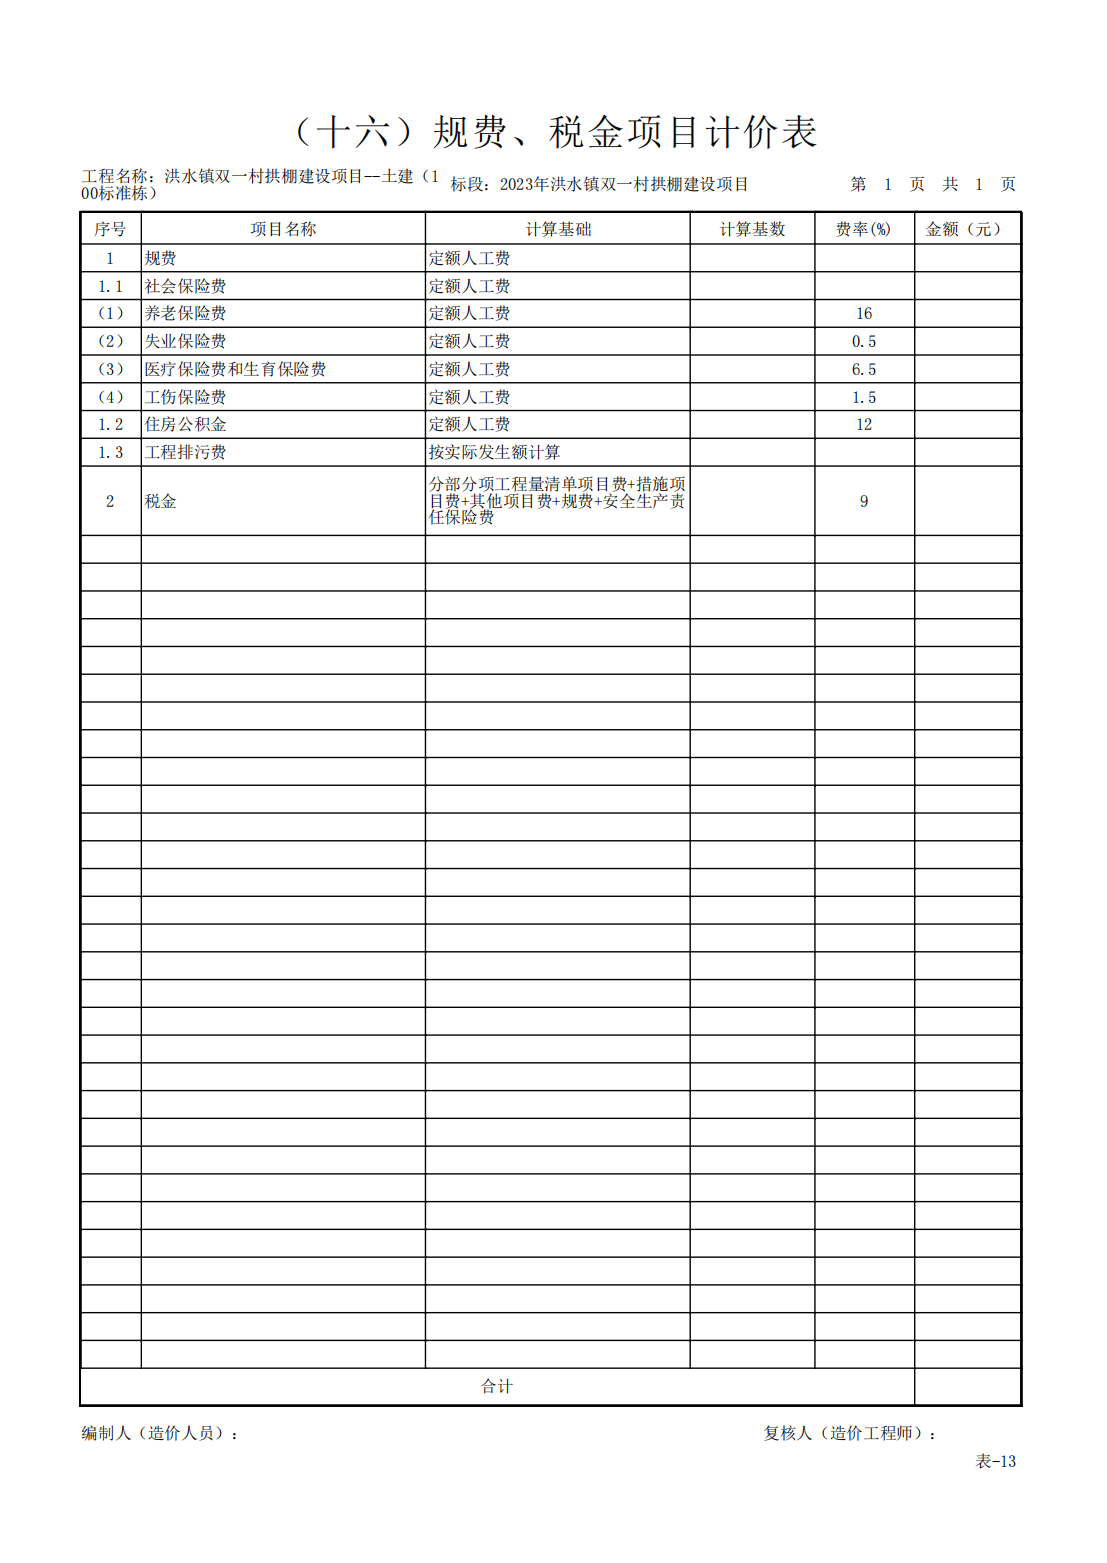 （十六）规费、税金项目计价表
工程名称：洪水镇双一村拱棚建设项目--土建（1
00标准栋）
标段：2023年洪水镇双一村拱棚建设项目
第 1 页 共 1 页
序号 项目名称 计算基础 计算基数 费率(%) 金额（元）
1 规费 定额人工费
1.1 社会保险费 定额人工费
（1） 养老保险费 定额人工费 16
（2） 失业保险费 定额人工费 0.5
（3） 医疗保险费和生育保险费 定额人工费 6.5
（4） 工伤保险费 定额人工费 1.5
1.2 住房公积金 定额人工费 12
1.3 工程排污费 按实际发生额计算
分部分项工程量清单项目费+措施项
2 税金 目费+其他项目费+规费+安全生产责 9
任保险费
合计
编制人（造价人员）： 复核人（造价工程师）：
表-13